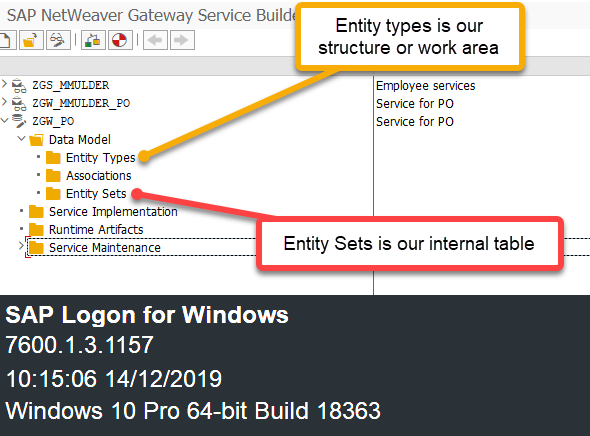 SAP NetWeaver Gateway Service Builde
Entity types is our
structure or work area
ZGS_MMULDER Employee services
ZGW_MMULDER_PO Service for PO
ZGW_PO Service for PO
Data Model
Entity Types
Associations
Entity Sets
Service Implementation
Runtime Artifacts
Service Maintenance
Entity Sets is our internal table
SAP Logon for Windows
7600.1.3.1157
10:15:06 14/12/2019
Windows 10 Pro 64-bit Build 18363